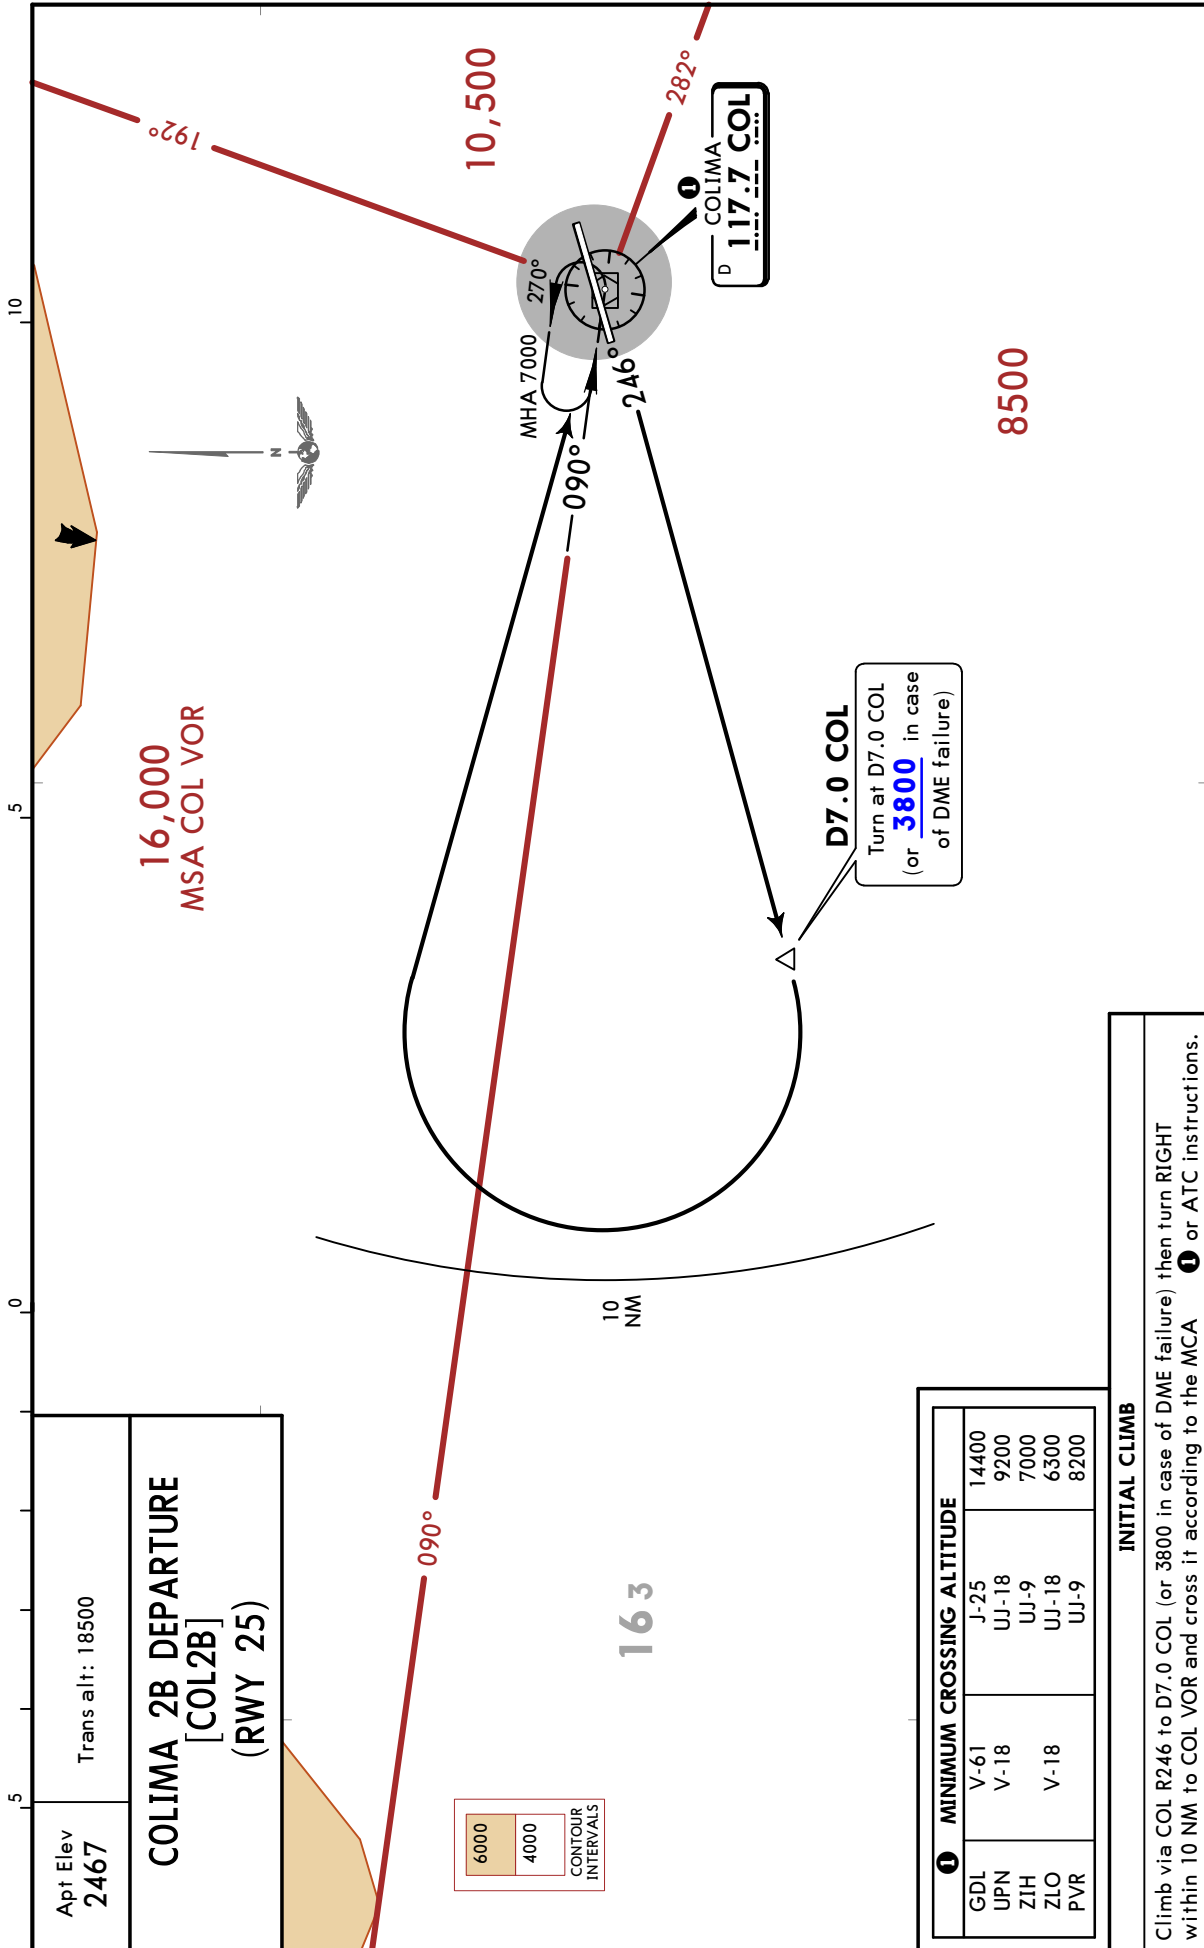 Apt Elev
2467
Trans alt: 18500
COLIMA 2B DEPARTURE
[COL2B]
(RWY 25)
5
0
5
10
16,000
MSA COL VOR
10,500
8500
192°
282°
090°
N
MHA 7000
270°
090°
246°
1
COLIMA
D
117.7 COL
D7.0 COL
Turn at D7.0 COL
(or 3800 in case
of DME failure)
10
NM
163
6000
4000
CONTOUR
INTERVALS
1 MINIMUM CROSSING ALTITUDE
GDL V-61 J-25 14400
UPN V-18 UJ-18 9200
ZIH UJ-9 7000
ZLO V-18 UJ-18 6300
PVR UJ-9 8200
INITIAL CLIMB
Climb via COL R246 to D7.0 COL (or 3800 in case of DME failure) then turn RIGHT
within 10 NM to COL VOR and cross it according to the MCA 1 or ATC instructions.